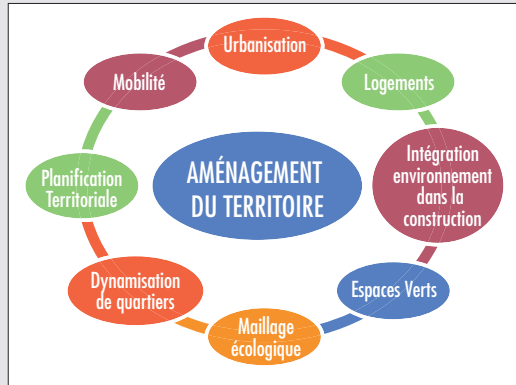 Urbanisation
Mobilité
Logements
Intégration
environnement
dans la
construction
AMÉNAGEMENT
DU TERRITOIRE
Planification
Territoriale
Dynamisation
de quartiers
Espaces Verts
Maillage
écologique